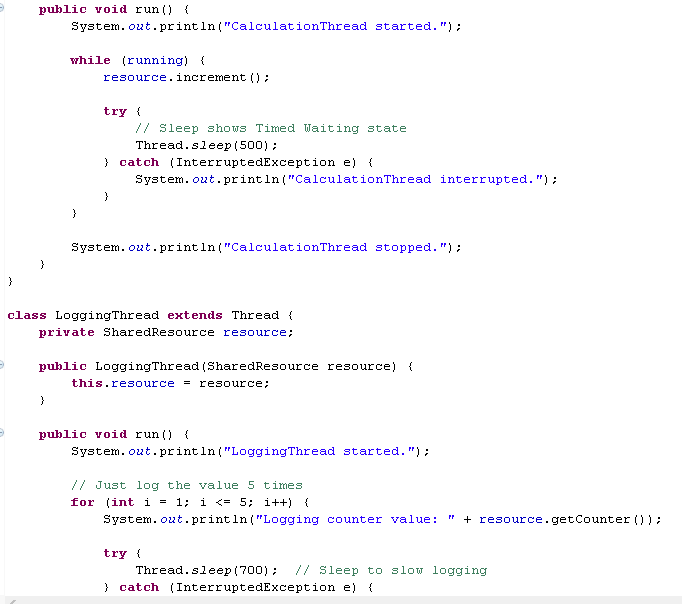 public void run() {
System.out.println("CalculationThread started.");
while (running) {
resource.increment();
try {
// Sleep shows Timed Waiting state
Thread.sleep(500);
} catch (InterruptedException e) {
System.out.println("CalculationThread interrupted.");
}
}
System.out.println("CalculationThread stopped.");
}
}
class LoggingThread extends Thread {
private SharedResource resource;
public LoggingThread(SharedResource resource) {
this.resource = resource;
}
public void run() {
System.out.println("LoggingThread started.");
// Just log the value 5 times
for (int i = 1; i <= 5; i++) {
System.out.println("Logging counter value: " + resource.getCounter());
try {
Thread.sleep(700);  // Sleep to slow logging
} catch (InterruptedException e) {